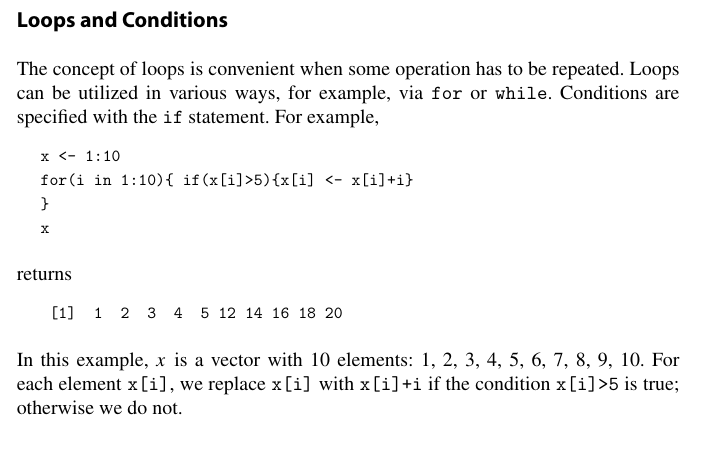 Loops and Conditions
The concept of loops is convenient when some operation has to be repeated. Loops
can be utilized in various ways, for example, via for or while. Conditions are
specified with the if statement. For example,
x <- 1:10
for(i in 1:10){ if(x[i]>5){x[i] <- x[i]+i}
}
x
returns
[1]  1  2  3  4  5 12 14 16 18 20
In this example, x is a vector with 10 elements: 1, 2, 3, 4, 5, 6, 7, 8, 9, 10. For
each element x[i], we replace x[i] with x[i]+i if the condition x[i]>5 is true;
otherwise we do not.